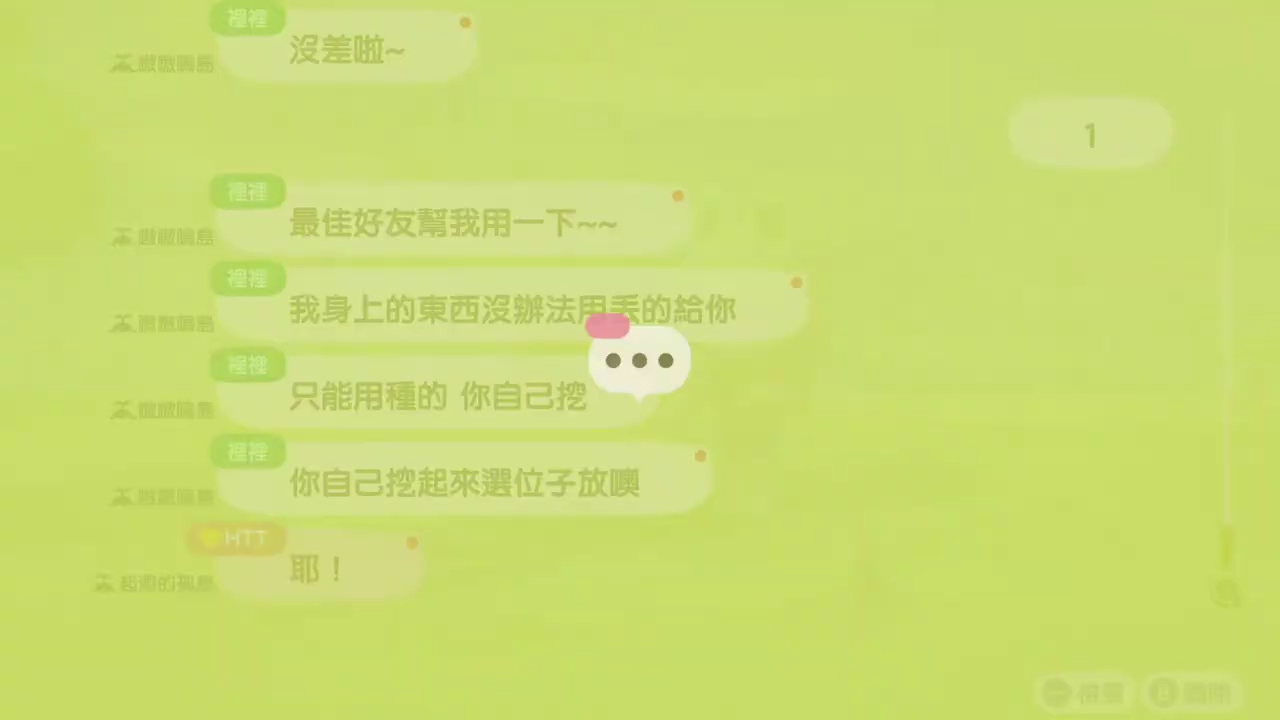 裡裡
沒差啦~
1
裡裡
最佳好友幫我用一下~~
裡裡
我身上的東西沒辦法用丟的給你
裡裡
只能用種的 你自己挖
裡裡
你自己挖起來選位子放噢
HTT
耶！